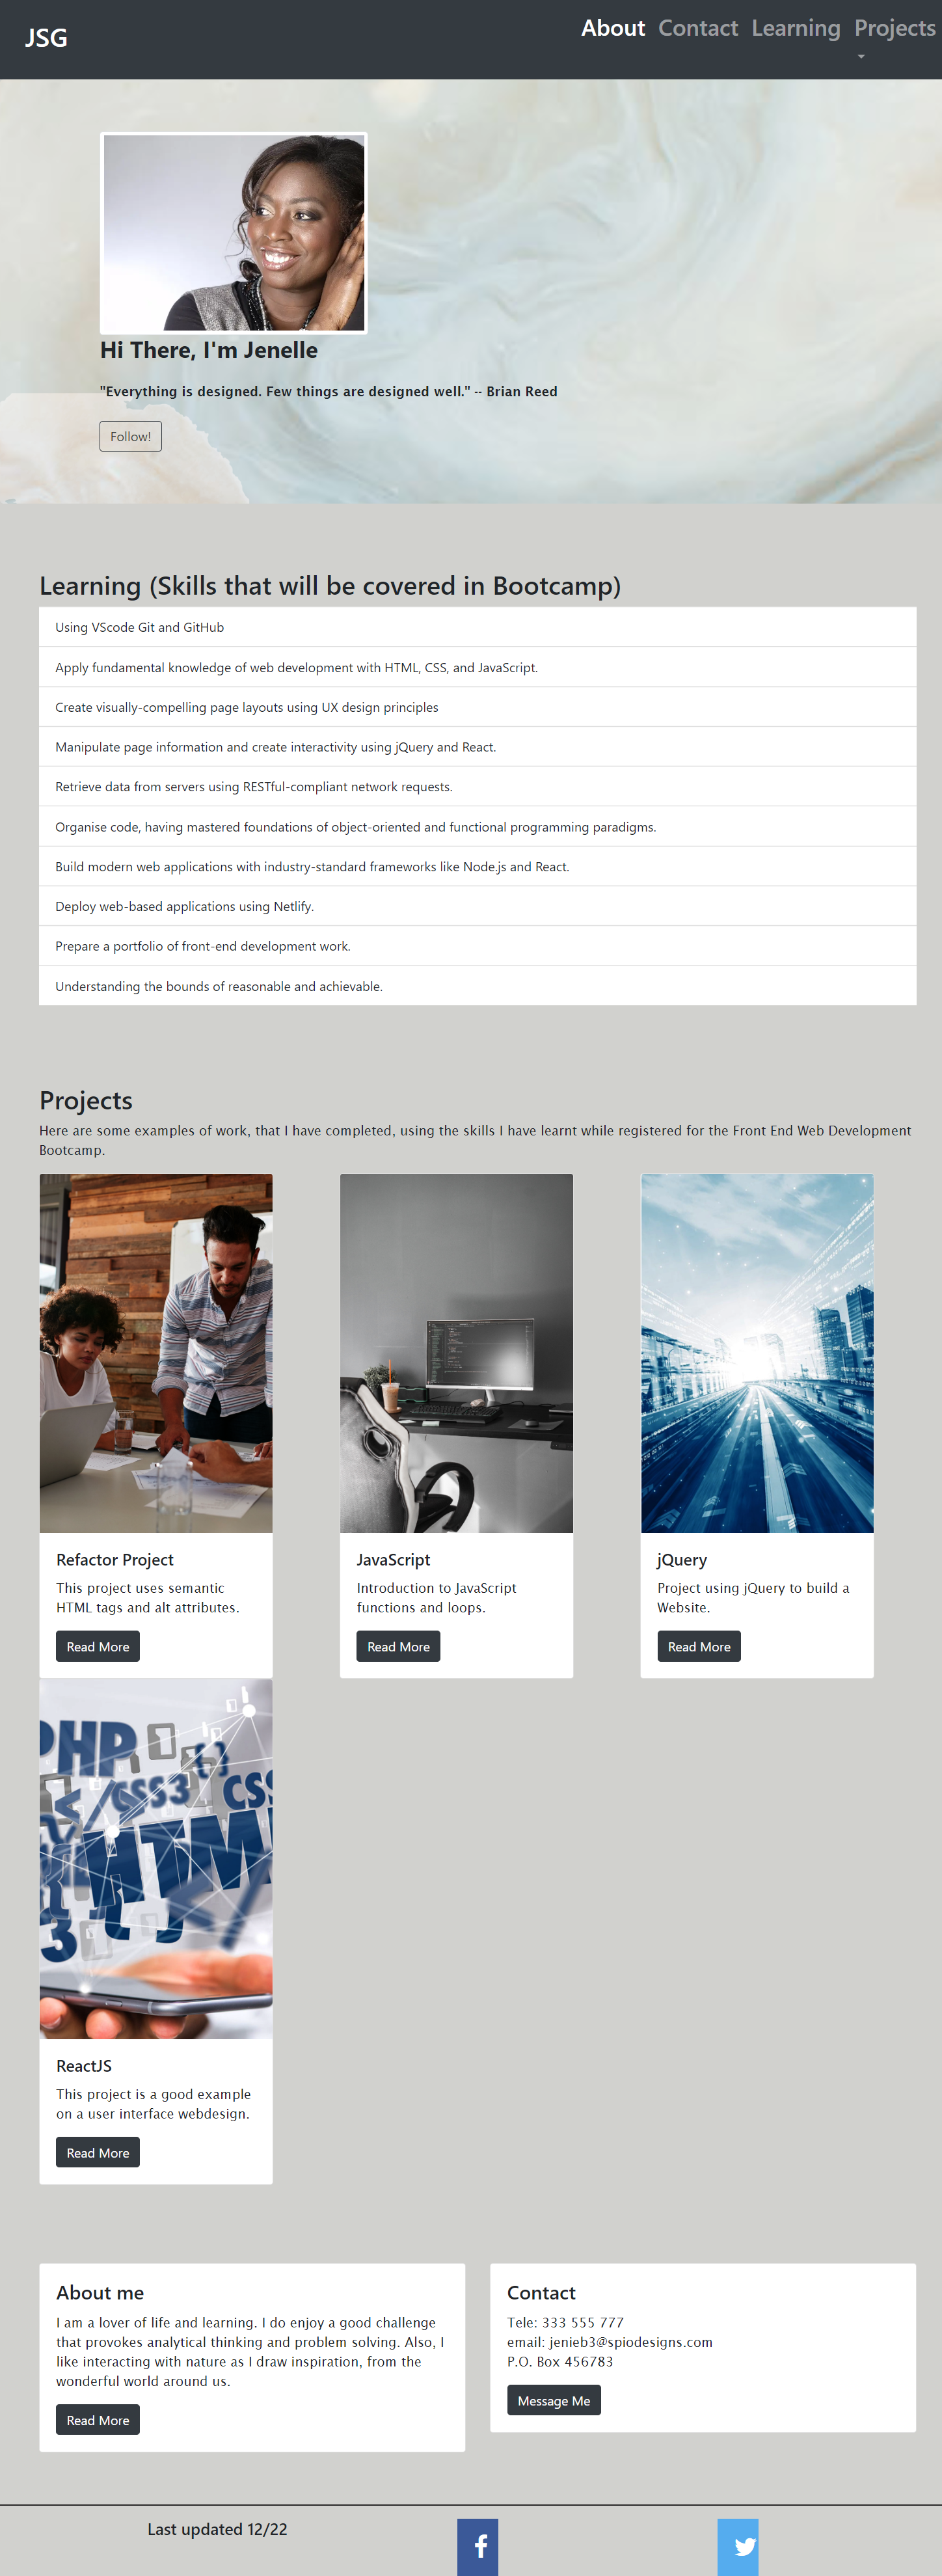 JSG
About Contact Learning Projects
Hi There, I'm Jenelle
"Everything is designed. Few things are designed well." -- Brian Reed
Follow!
Learning (Skills that will be covered in Bootcamp)
Using VScode Git and GitHub
Apply fundamental knowledge of web development with HTML, CSS, and JavaScript.
Create visually-compelling page layouts using UX design principles
Manipulate page information and create interactivity using jQuery and React.
Retrieve data from servers using RESTful-compliant network requests.
Organise code, having mastered foundations of object-oriented and functional programming paradigms.
Build modern web applications with industry-standard frameworks like Node.js and React.
Deploy web-based applications using Netlify.
Prepare a portfolio of front-end development work.
Understanding the bounds of reasonable and achievable.
Projects
Here are some examples of work, that I have completed, using the skills I have learnt while registered for the Front End Web Development
Bootcamp.
Refactor Project
This project uses semantic
HTML tags and alt attributes.
Read More
JavaScript
Introduction to JavaScript
functions and loops.
Read More
jQuery
Project using jQuery to build a
Website.
Read More
PHP
</CSS3 {} CSS
HTM
ReactJS
This project is a good example
on a user interface webdesign.
Read More
About me
I am a lover of life and learning. I do enjoy a good challenge
that provokes analytical thinking and problem solving. Also, I
like interacting with nature as I draw inspiration, from the
wonderful world around us.
Read More
Contact
Tele: 333 555 777
email: jenieb3@spiodesigns.com
P.O. Box 456783
Message Me
Last updated 12/22